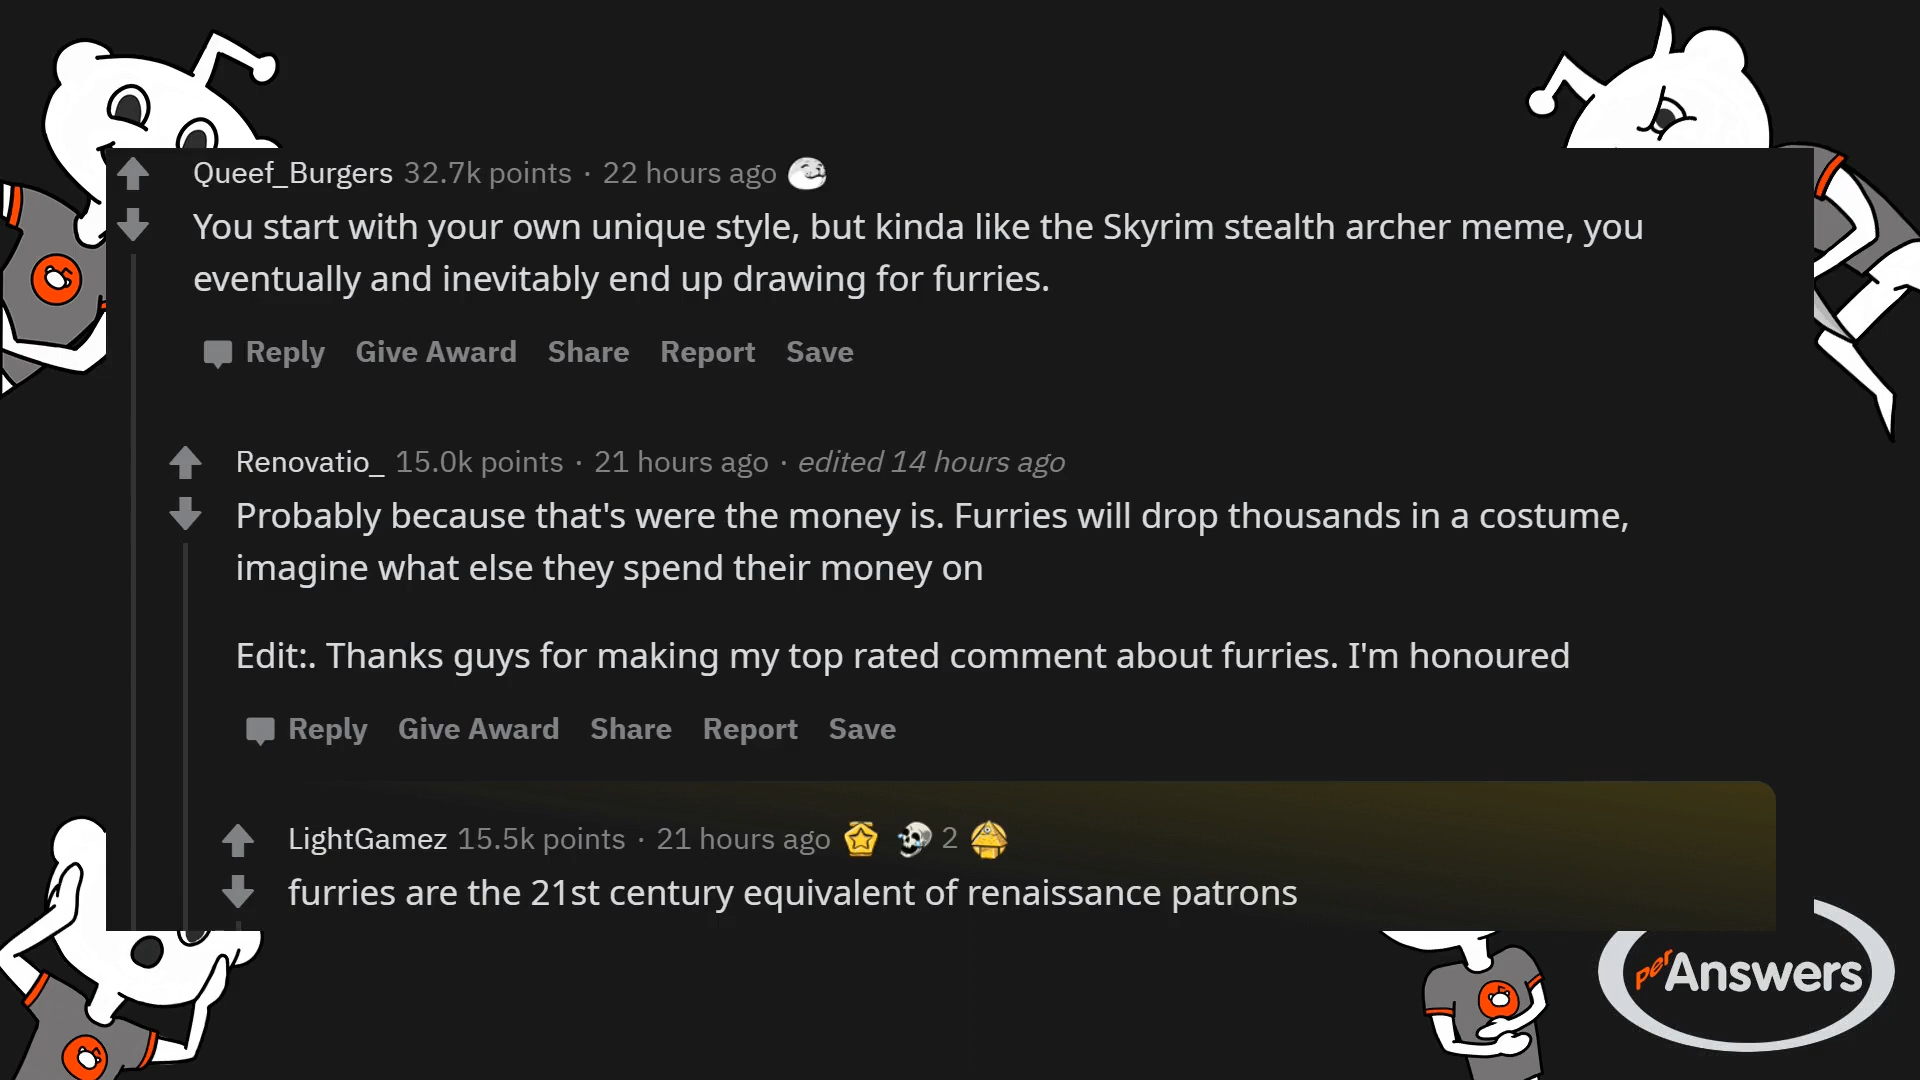 Queef_Burgers 32.7k points · 22 hours ago
You start with your own unique style, but kinda like the Skyrim stealth archer meme, you
eventually and inevitably end up drawing for furries.
Reply Give Award Share Report Save
Renovatio_ 15.0k points · 21 hours ago · edited 14 hours ago
Probably because that's were the money is. Furries will drop thousands in a costume,
imagine what else they spend their money on
Edit:. Thanks guys for making my top rated comment about furries. I'm honoured
Reply Give Award Share Report Save
LightGamez 15.5k points · 21 hours ago 2
furries are the 21st century equivalent of renaissance patrons
perAnswers